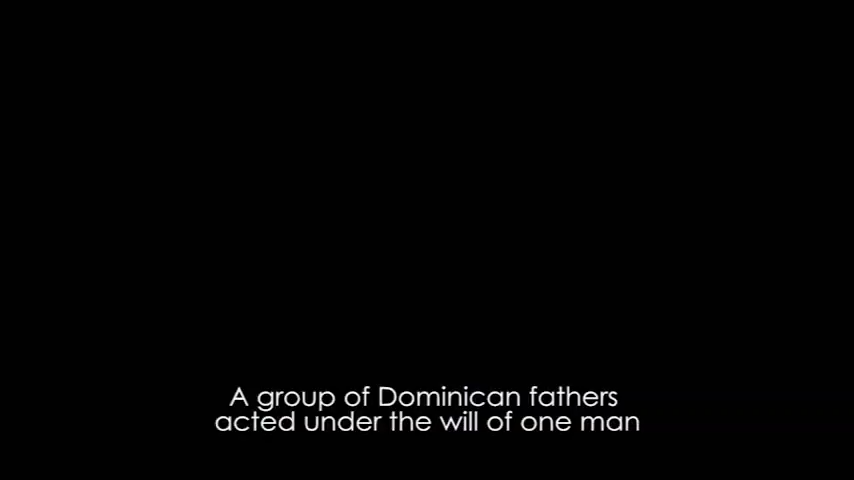 A group of Dominican fathers
acted under the will of one man